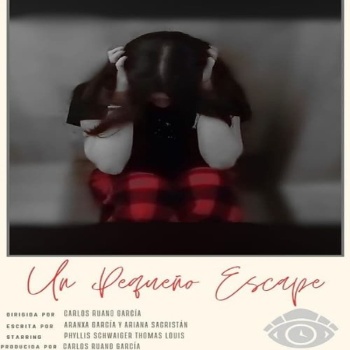 Un Pequeño Escape
DIRIGIDA POR CARLOS RUANO GARCÍA
ESCRITA POR ARANXA GARCÍA Y ARIANA SAGRISTÁN
STARRING PHYLLIS SCHWAIGER THOMAS LOUIS
PRODUCIDA POR CARLOS RUANO GARCÍA